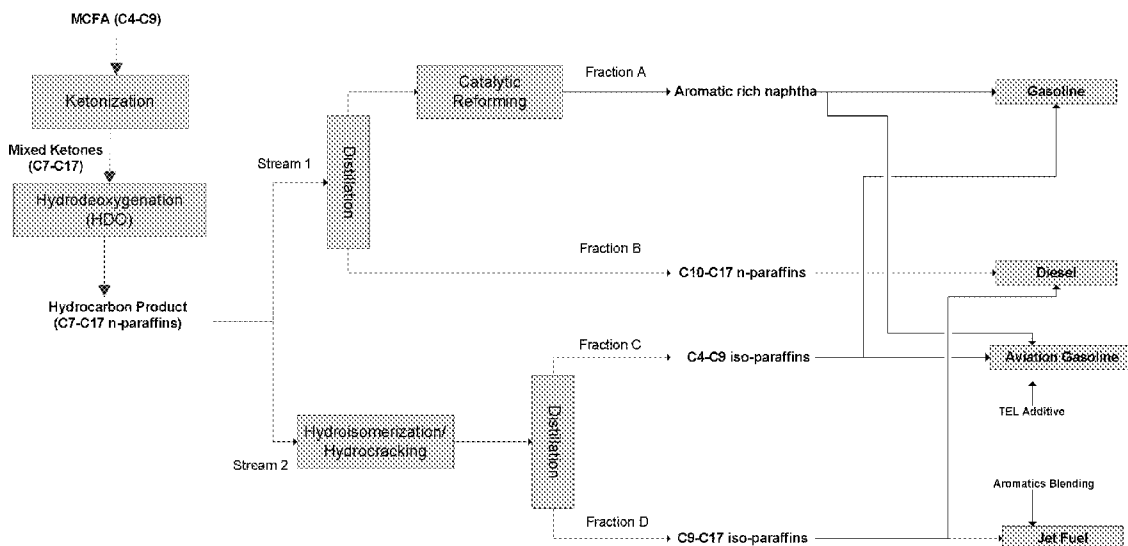 MCFA (C4-C9)
Ketonization
Mixed Ketones
(C7-C17)
Hydrodeoxygenation
(HDO)
Hydrocarbon Product
(C7-C17 n-paraffins)
Stream 1
Distillation
Catalytic
Reforming
Fraction A
Aromatic rich naphtha
Gasoline
Fraction B
C10-C17 n-paraffins
Diesel
Stream 2
Hydroisomerization/
Hydrocracking
Distillation
Fraction C
C4-C9 iso-paraffins
Aviation Gasoline
TEL Additive
Aromatics Blending
Fraction D
C9-C17 iso-paraffins
Jet Fuel